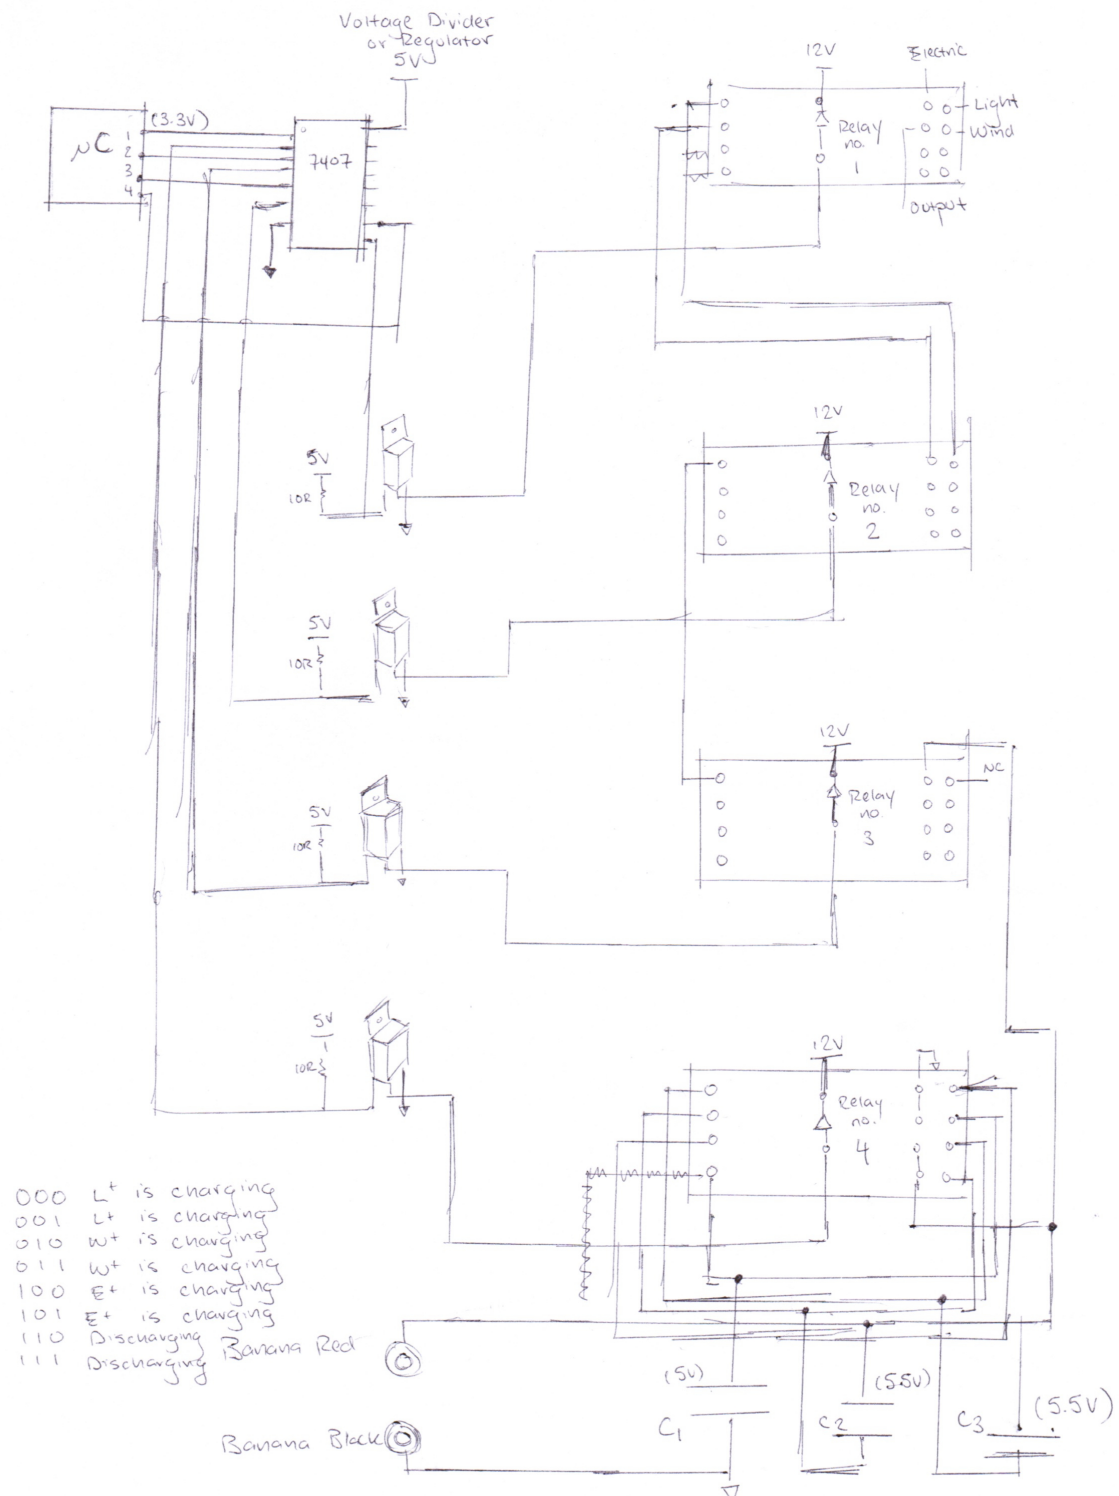 Voltage Divider
or Regulator
5V
(3.3V)
μC
1
2
3
4
7407
12V
Electric
Light
Wind
Relay
no.
1
Output
12V
Relay
no.
2
5V
10R
5V
10R
12V
NC
Relay
no.
3
5V
10R
5V
10R
12V
Relay
no.
4
000 L+ is charging
001 L+ is charging
010 W+ is charging
011 W+ is charging
100 E+ is charging
101 E+ is charging
110 Discharging
111 Discharging
Banana Red
Banana Black
(5V)
C1
(5.5V)
C2
(5.5V)
C3